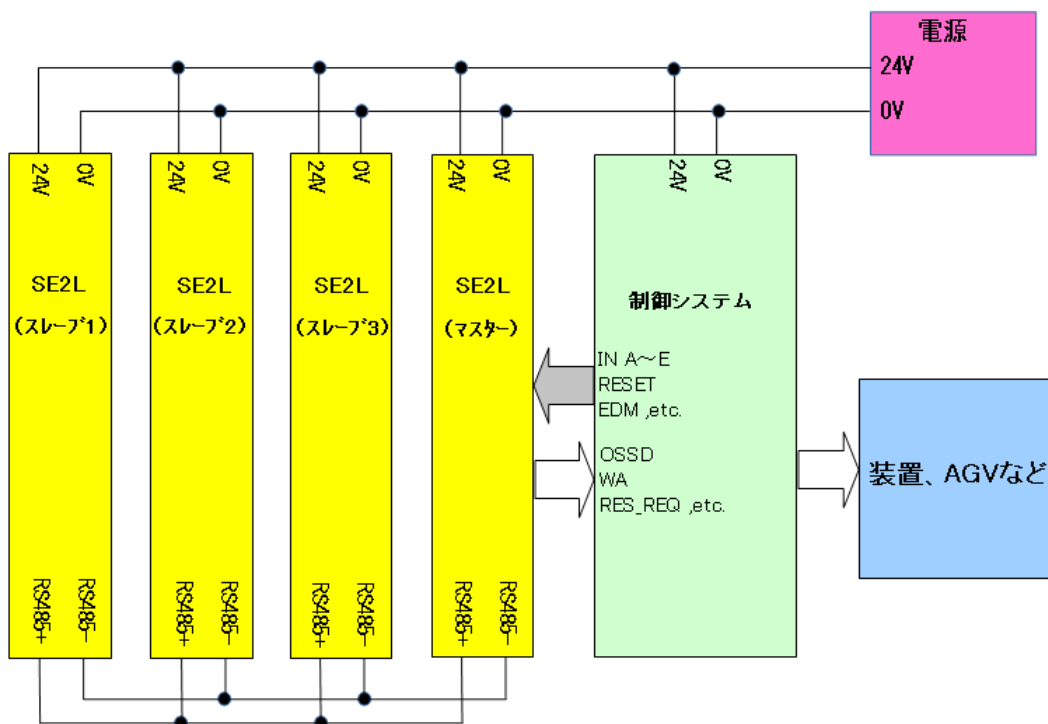 電源
24V
0V
24V
0V
24V
0V
24V
0V
24V
0V
24V
0V
SE2L
(スレーブ1)
SE2L
(スレーブ2)
SE2L
(スレーブ3)
SE2L
(マスター)
制御システム
IN A～E
RESET
EDM ,etc.
OSSD
WA
RES_REQ ,etc.
装置、AGVなど
RS485+
RS485-
RS485+
RS485-
RS485+
RS485-
RS485+
RS485-